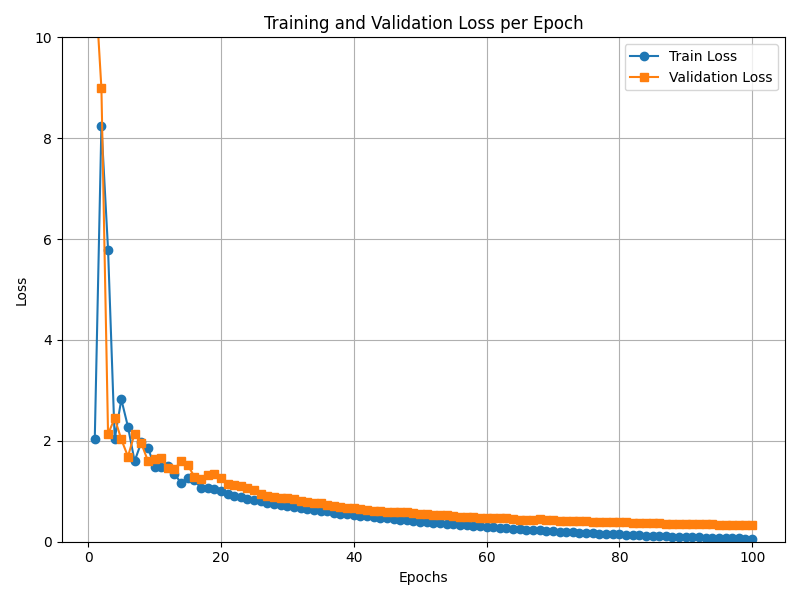 Training and Validation Loss per Epoch
Train Loss
Validation Loss
Loss
10
8
6
4
2
0
0 20 40 60 80 100
Epochs